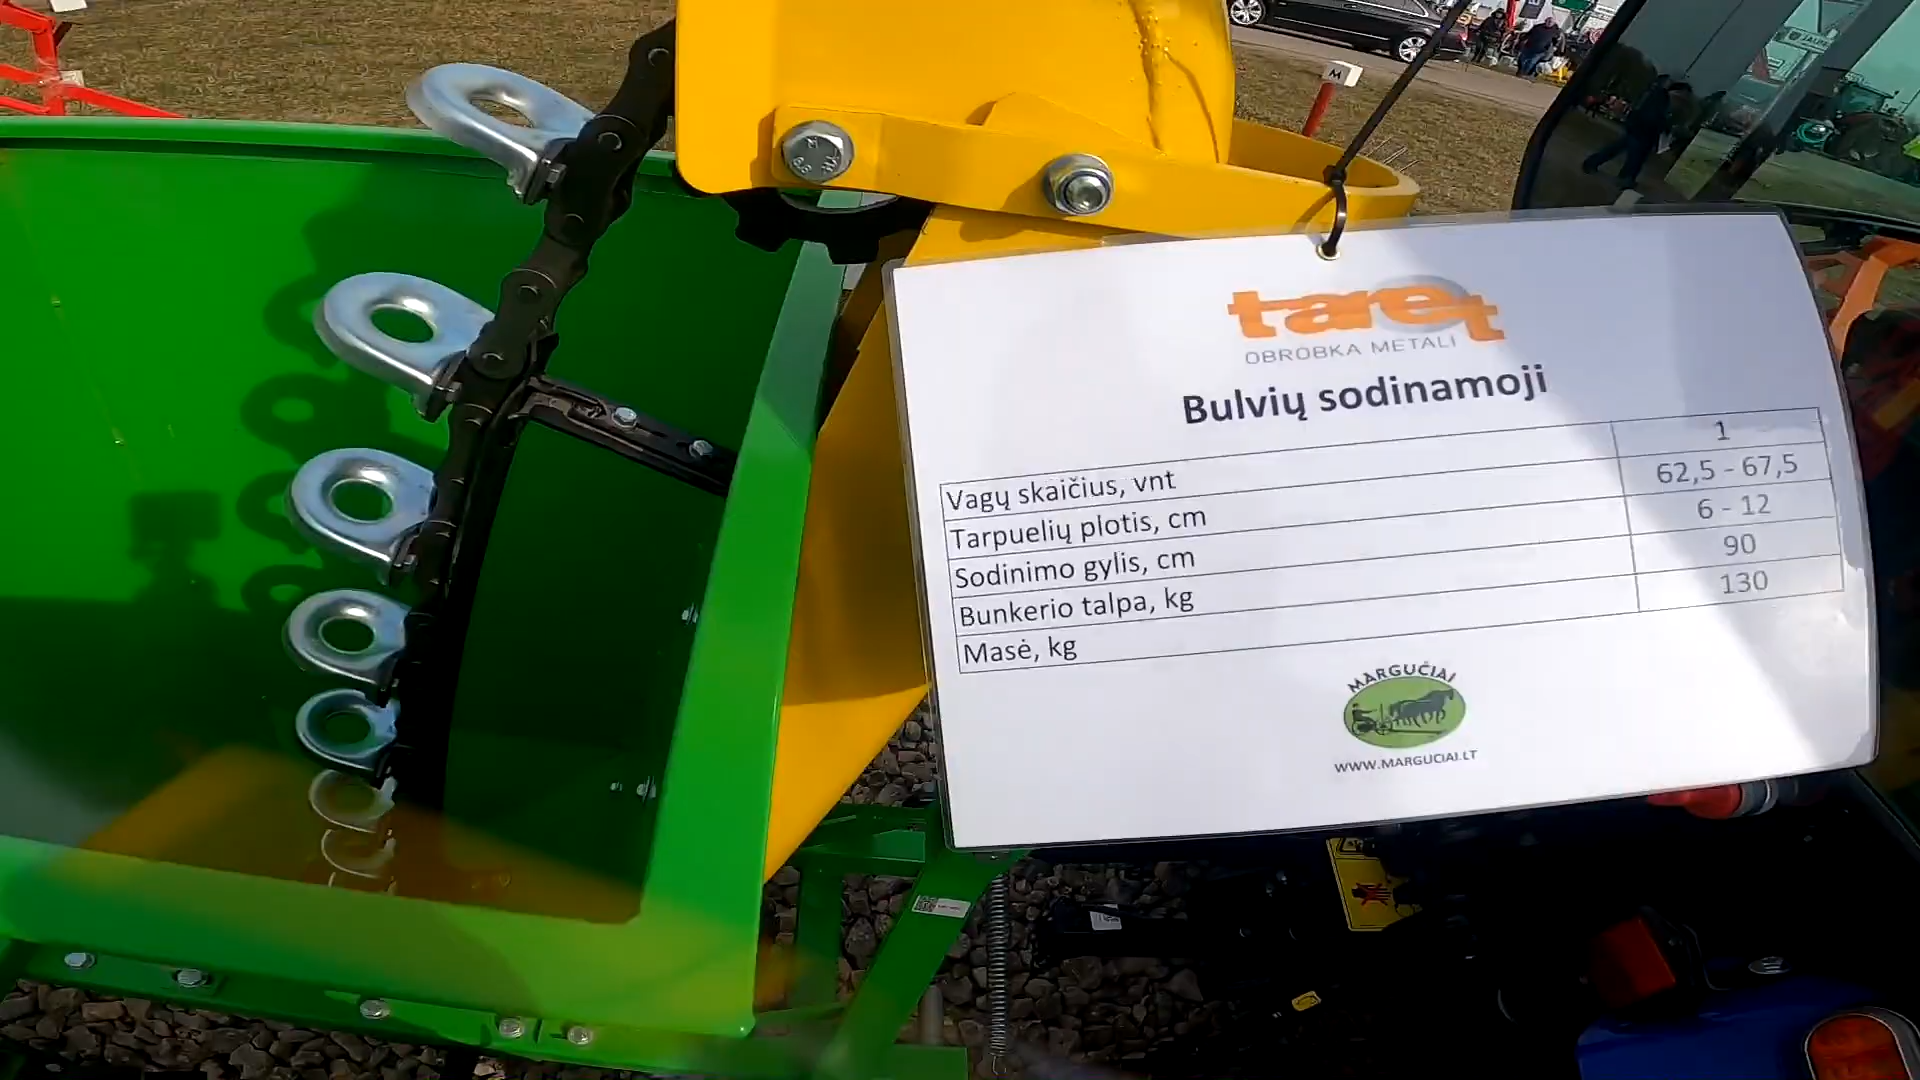 taret
OBRÓBKA METALI
Bulvių sodinamoji
Vagų skaičius, vnt 1
Tarpuelių plotis, cm 62,5 - 67,5
Sodinimo gylis, cm 6 - 12
Bunkerio talpa, kg 90
Masė, kg 130
MARGUČIAI
WWW.MARGUCIAI.LT
M